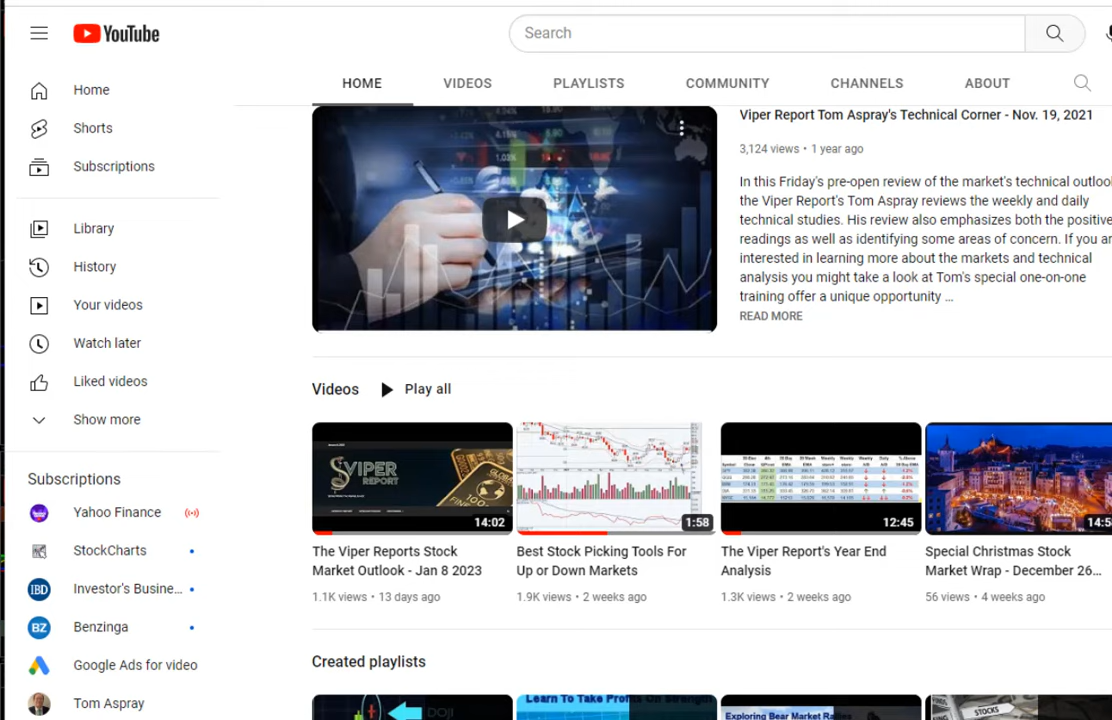 YouTube
Search
HOME VIDEOS PLAYLISTS COMMUNITY CHANNELS ABOUT
Home
Shorts
Subscriptions
Library
History
Your videos
Watch later
Liked videos
Show more
Subscriptions
Yahoo Finance
StockCharts
IBD Investor's Busine...
BZ Benzinga
Google Ads for video
Tom Aspray
Viper Report Tom Aspray's Technical Corner - Nov. 19, 2021
3,124 views • 1 year ago
In this Friday's pre-open review of the market's technical outlook
the Viper Report's Tom Aspray reviews the weekly and daily
technical studies. His review also emphasizes both the positive
readings as well as identifying some areas of concern. If you are
interested in learning more about the markets and technical
analysis you might take a look at Tom's special one-on-one
training offer a unique opportunity ...
READ MORE
Videos Play all
VIPER
REPORT
14:02
The Viper Reports Stock
Market Outlook - Jan 8 2023
1.1K views • 13 days ago
1:58
Best Stock Picking Tools For
Up or Down Markets
1.9K views • 2 weeks ago
12:45
The Viper Report's Year End
Analysis
1.3K views • 2 weeks ago
Special Christmas Stock
Market Wrap - December 26...
56 views • 4 weeks ago
Created playlists
DOJI
Learn To Take Profits On Strength
Exploring Bear Market Rallies
STOCKS